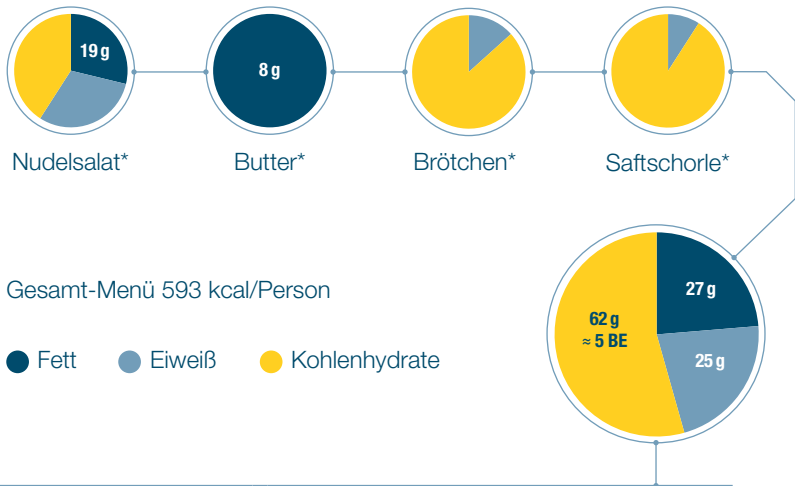 19 g
8 g
Nudelsalat*
Butter*
Brötchen*
Saftschorle*
Gesamt-Menü 593 kcal/Person
Fett
Eiweiß
Kohlenhydrate
27 g
62 g
≈ 5 BE
25 g